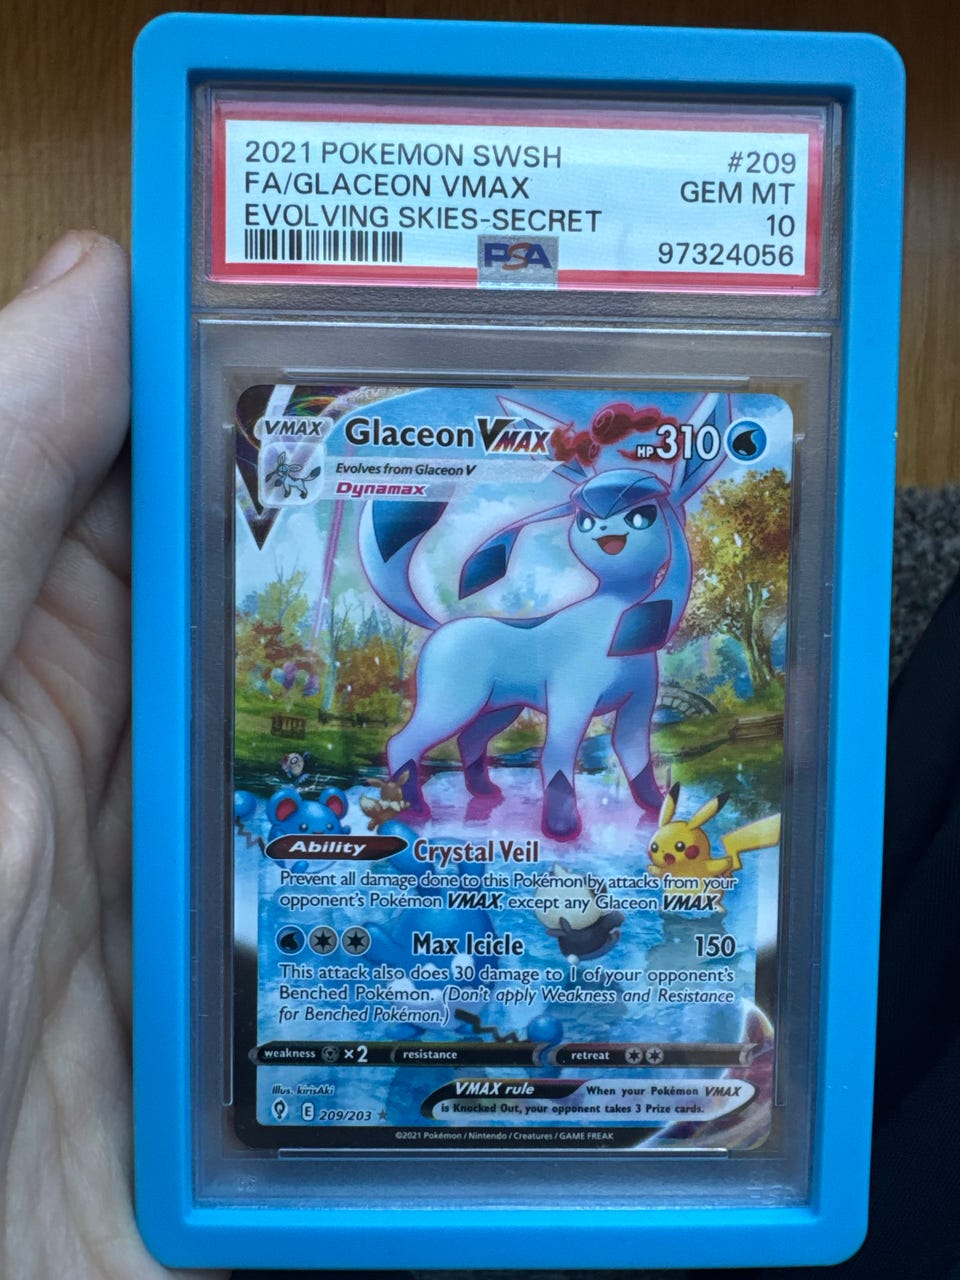 2021 POKEMON SWSH #209
FA/GLACEON VMAX GEM MT
EVOLVING SKIES-SECRET 10
PSA 97324056
VMAX Glaceon VMAX HP 310
Evolves from Glaceon V
Dynamax
Ability Crystal Veil
Prevent all damage done to this Pokémon by attacks from your
opponent's Pokémon VMAX, except any Glaceon VMAX.
Max Icicle 150
This attack also does 30 damage to 1 of your opponent's
Benched Pokémon. (Don't apply Weakness and Resistance
for Benched Pokémon.)
weakness ×2 resistance retreat
Illus. kirisAki
VMAX rule When your Pokémon VMAX
is Knocked Out, your opponent takes 3 Prize cards.
E 209/203 ★
©2021 Pokémon / Nintendo / Creatures / GAME FREAK